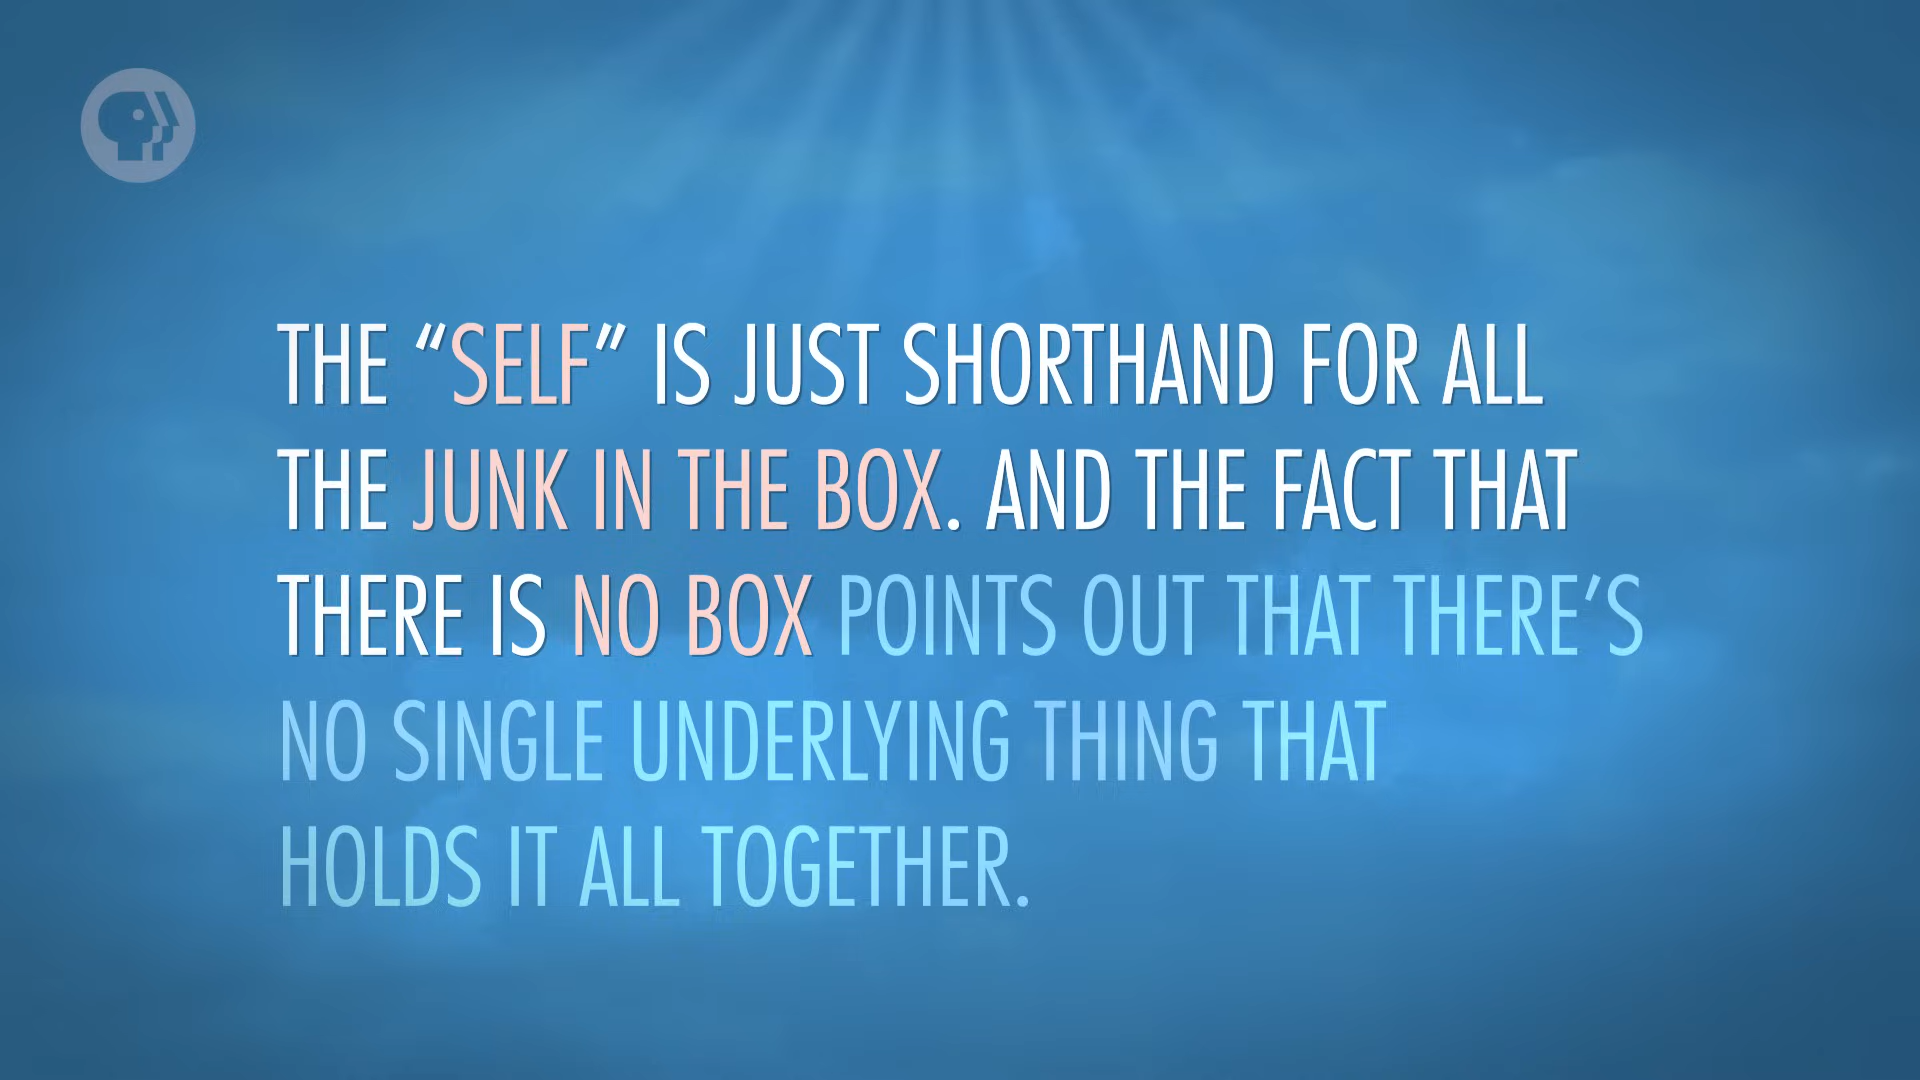 THE “SELF” IS JUST SHORTHAND FOR ALL
THE JUNK IN THE BOX. AND THE FACT THAT
THERE IS NO BOX POINTS OUT THAT THERE’S
NO SINGLE UNDERLYING THING THAT
HOLDS IT ALL TOGETHER.